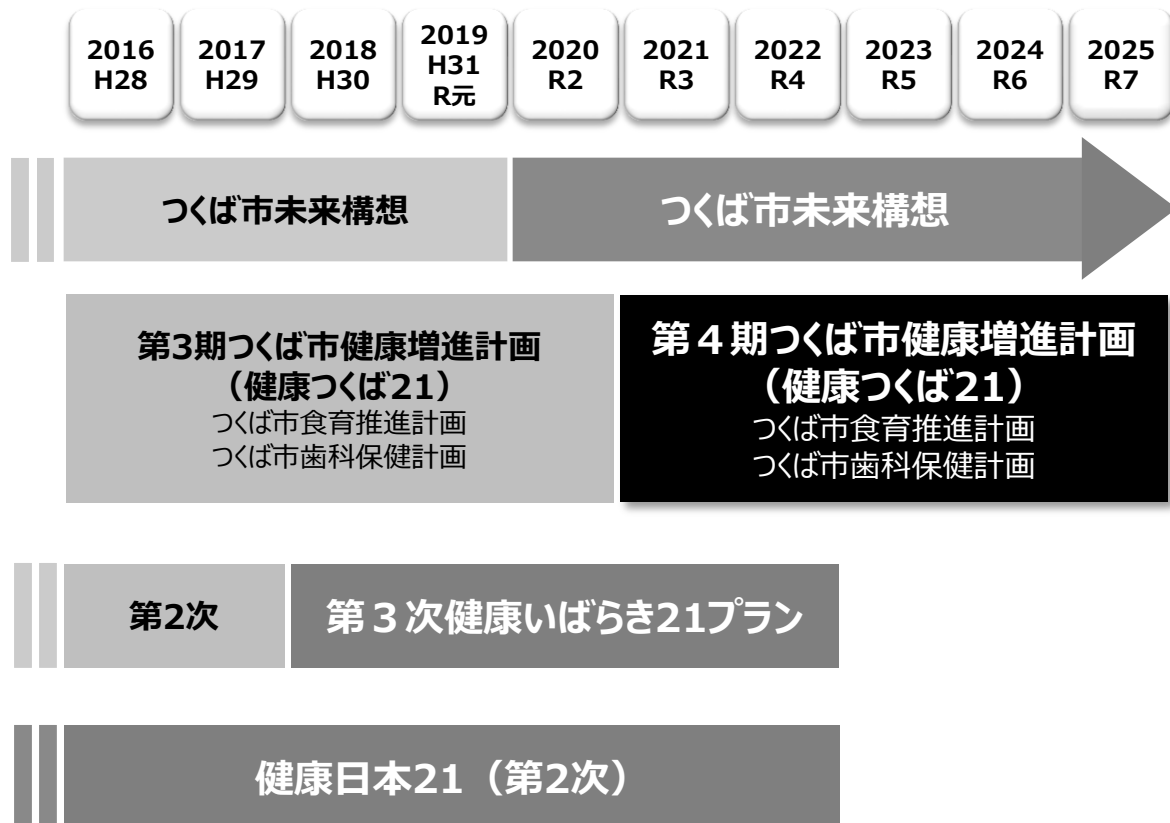 2016
H28
2017
H29
2018
H30
2019
H31
R元
2020
R2
2021
R3
2022
R4
2023
R5
2024
R6
2025
R7
つくば市未来構想
つくば市未来構想
第3期つくば市健康増進計画
（健康つくば21）
つくば市食育推進計画
つくば市歯科保健計画
第４期つくば市健康増進計画
（健康つくば21）
つくば市食育推進計画
つくば市歯科保健計画
第2次
第３次健康いばらき21プラン
健康日本21（第2次）